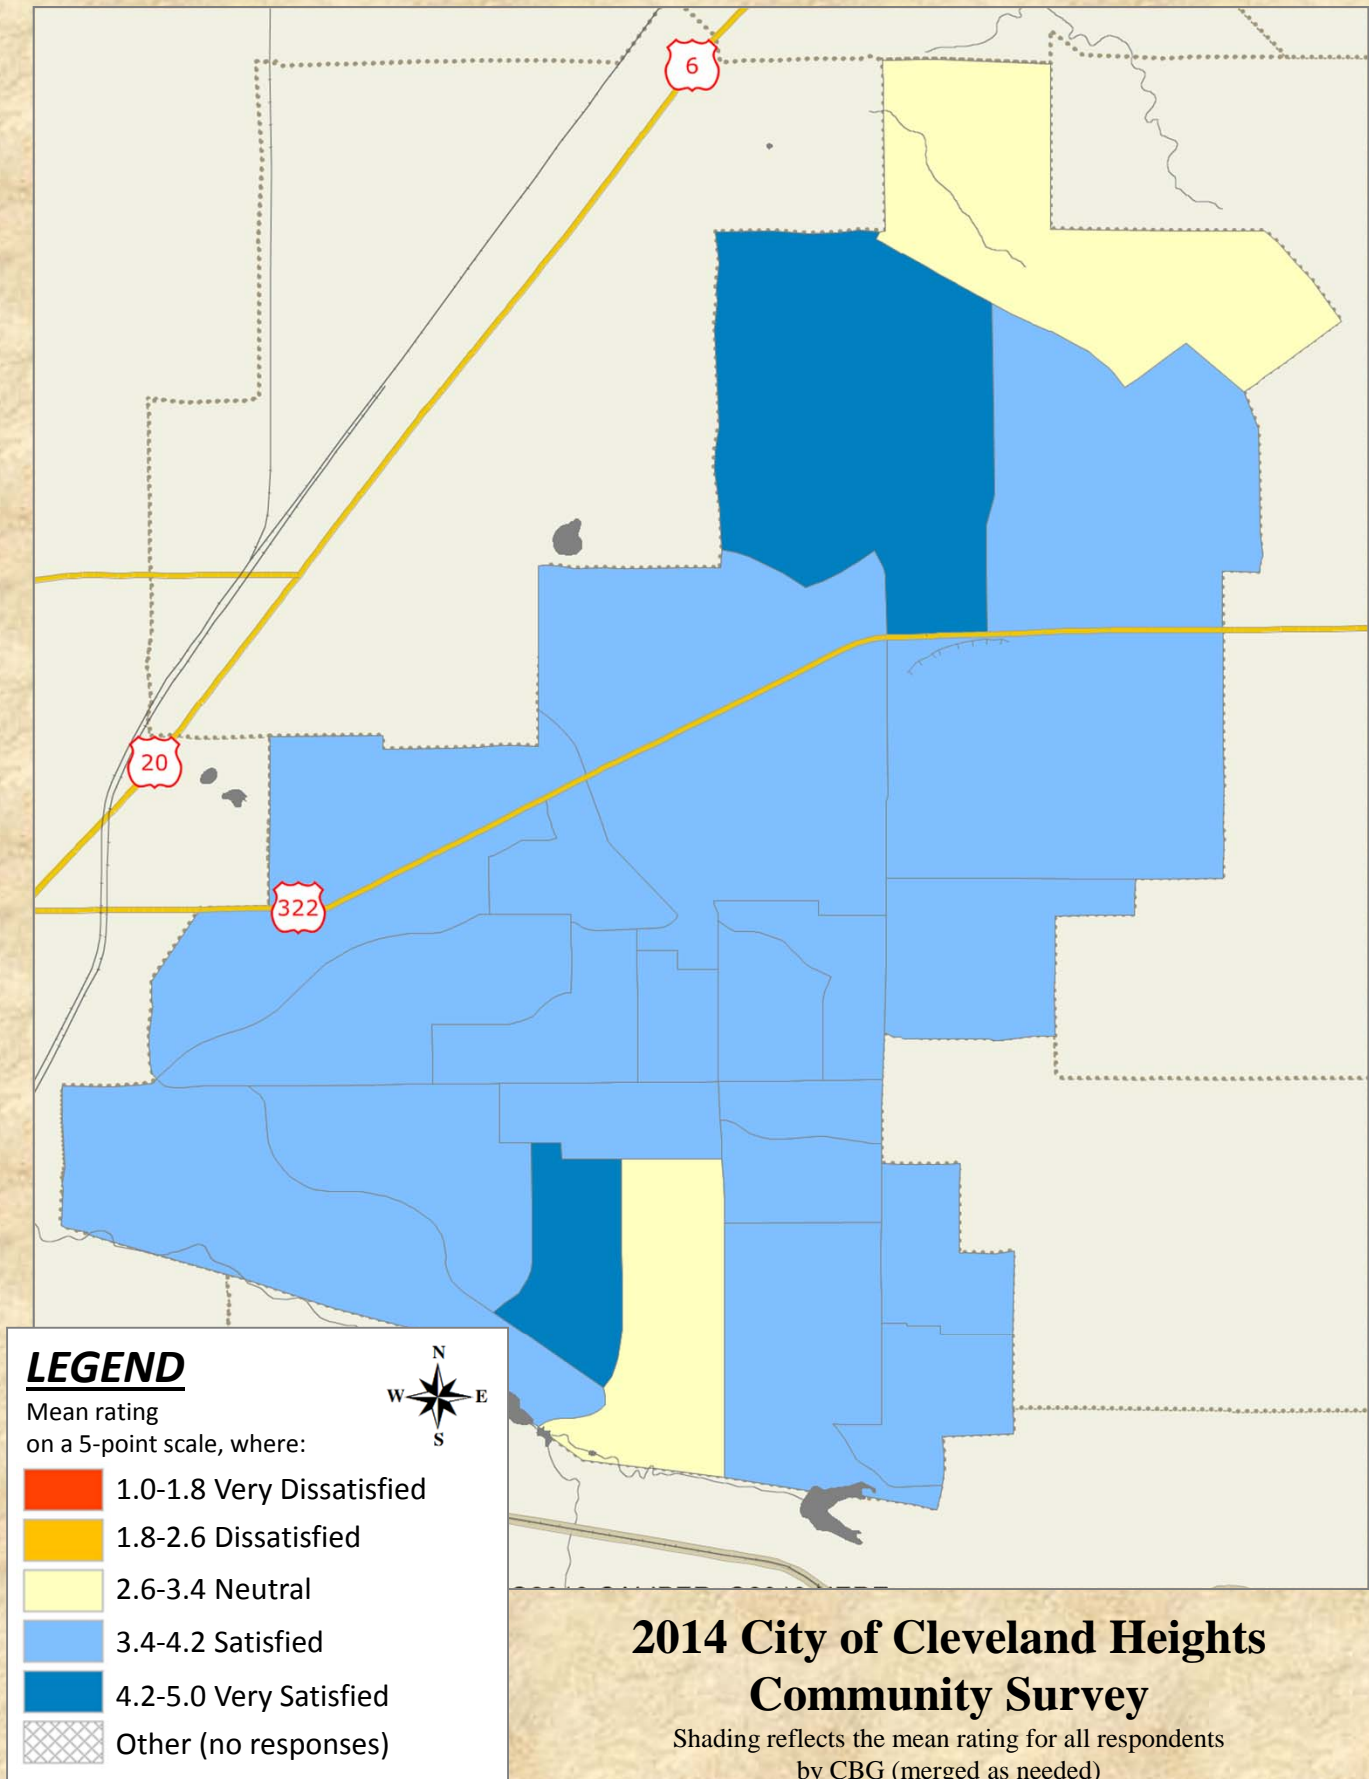 6
20
322
LEGEND
N
W E
S
Mean rating
on a 5-point scale, where:
1.0-1.8 Very Dissatisfied
1.8-2.6 Dissatisfied
2.6-3.4 Neutral
3.4-4.2 Satisfied
4.2-5.0 Very Satisfied
Other (no responses)
2014 City of Cleveland Heights
Community Survey
Shading reflects the mean rating for all respondents
by CBG (merged as needed)